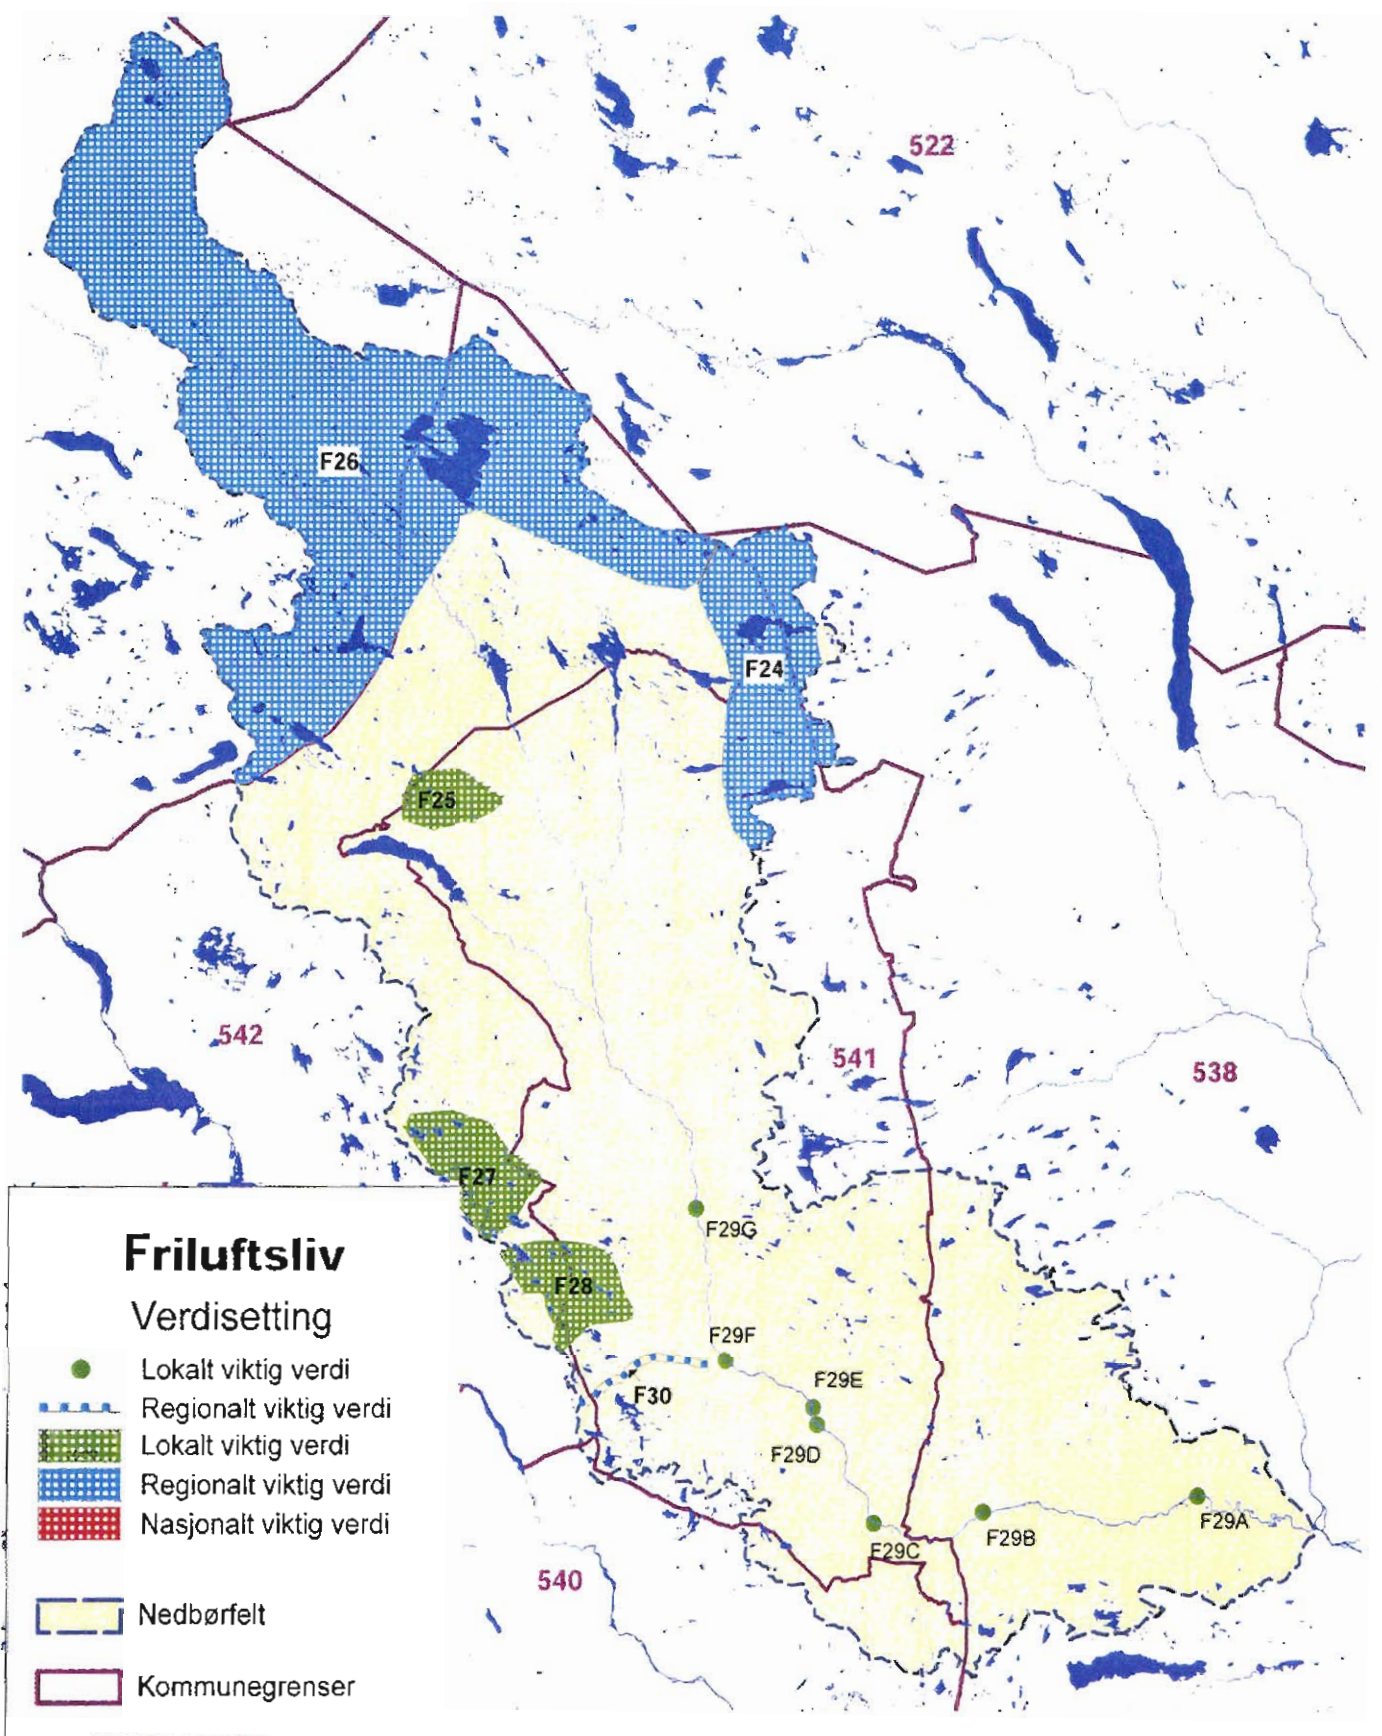 522
F26
F24
F25
542
541
538
F27
F29G
F28
F29F
F29E
F30
F29D
F29A
F29B
F29C
540
Friluftsliv
Verdisetting
Lokalt viktig verdi
Regionalt viktig verdi
Lokalt viktig verdi
Regionalt viktig verdi
Nasjonalt viktig verdi
Nedbørfelt
Kommunegrenser